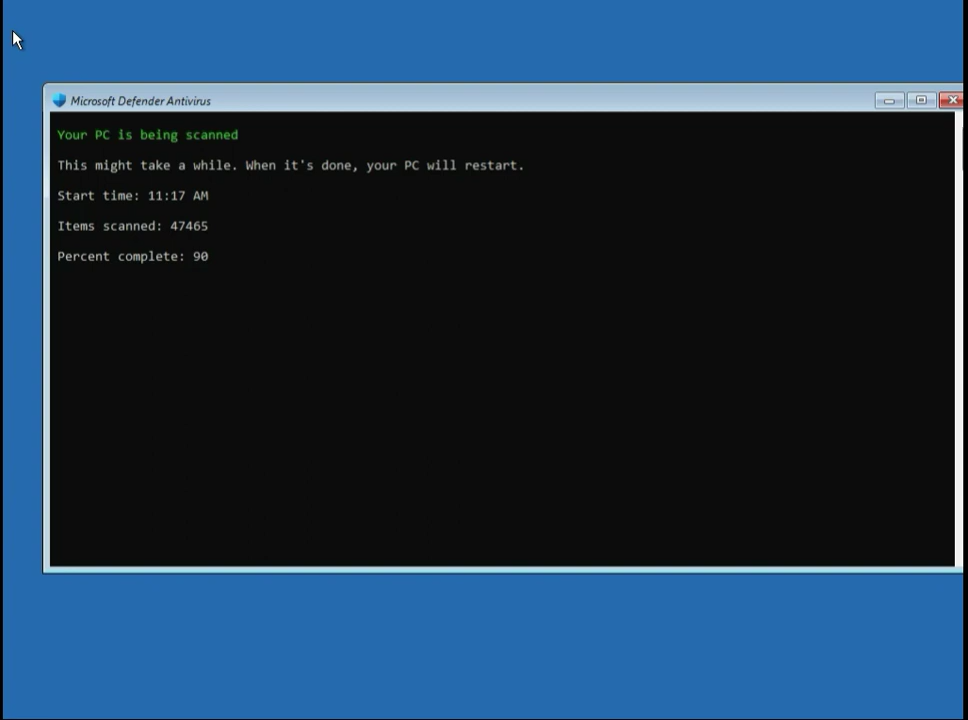 Microsoft Defender Antivirus
Your PC is being scanned
This might take a while. When it's done, your PC will restart.
Start time: 11:17 AM
Items scanned: 47465
Percent complete: 90